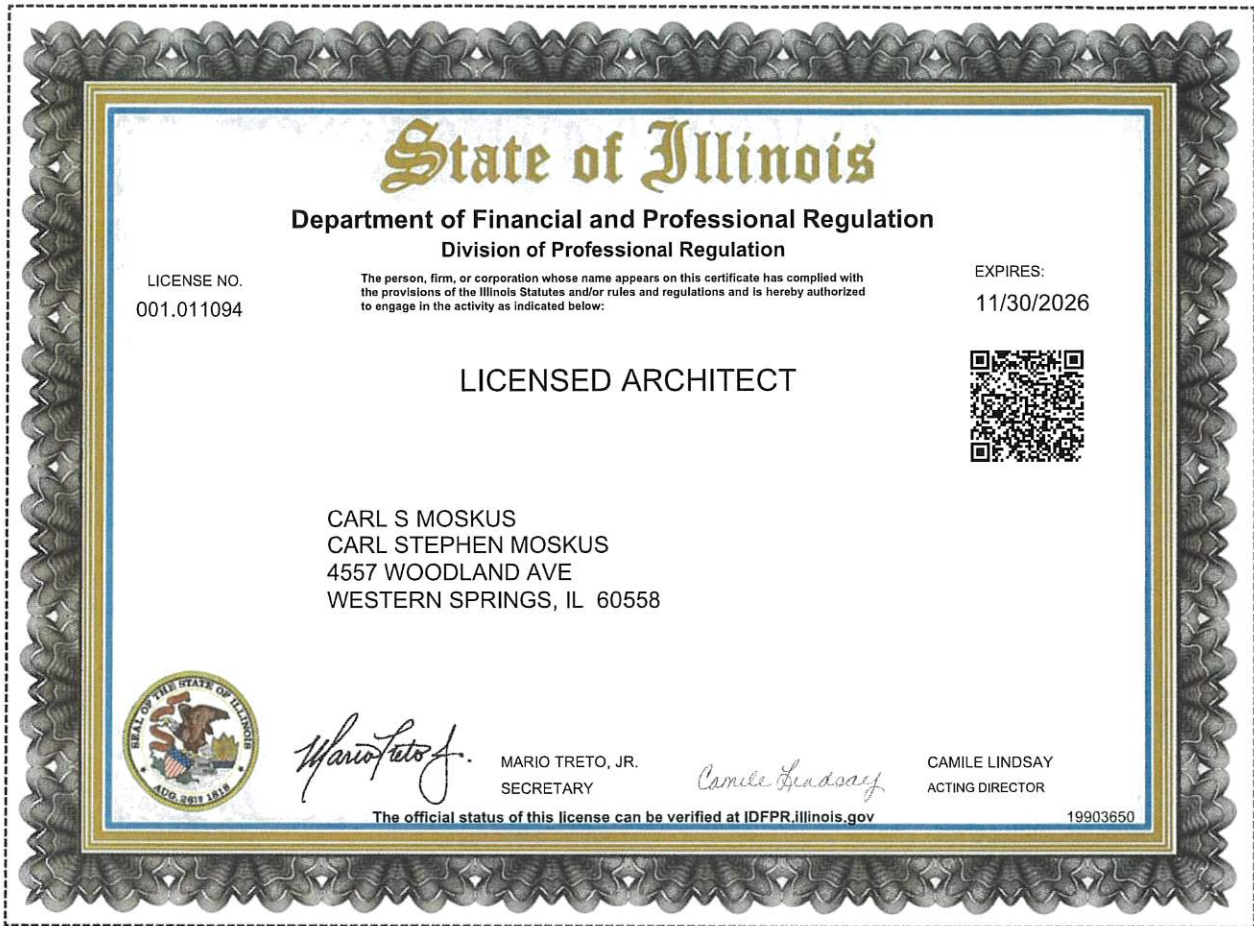 State of Illinois
Department of Financial and Professional Regulation
Division of Professional Regulation
LICENSE NO.
001.011094
The person, firm, or corporation whose name appears on this certificate has complied with
the provisions of the Illinois Statutes and/or rules and regulations and is hereby authorized
to engage in the activity as indicated below:
EXPIRES:
11/30/2026
LICENSED ARCHITECT
CARL S MOSKUS
CARL STEPHEN MOSKUS
4557 WOODLAND AVE
WESTERN SPRINGS, IL 60558
SEAL OF THE STATE OF ILLINOIS
AUG. 26TH 1818
Mario Treto Jr.
MARIO TRETO, JR.
SECRETARY
Camile Lindsay
CAMILE LINDSAY
ACTING DIRECTOR
The official status of this license can be verified at IDFPR.illinois.gov
19903650